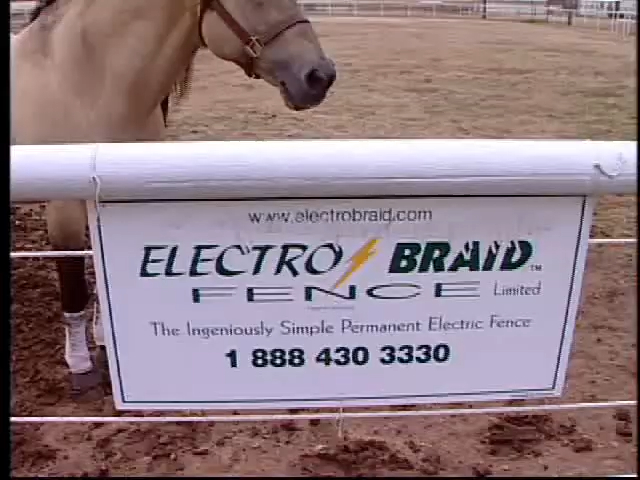 www.electrobraid.com
ELECTRO BRAID™
FENCE Limited
The Ingeniously Simple Permanent Electric Fence
1 888 430 3330